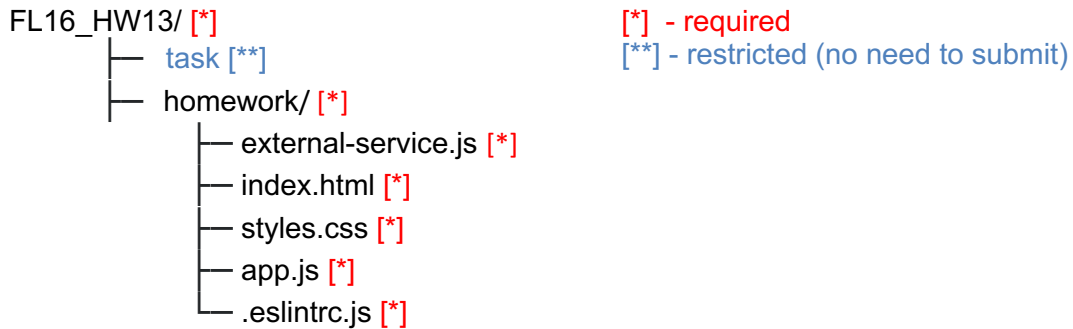 FL16_HW13/ [*]
[*] - required
├── task [**]
[**] - restricted (no need to submit)
├── homework/ [*]
├── external-service.js [*]
├── index.html [*]
├── styles.css [*]
├── app.js [*]
└── .eslintrc.js [*]